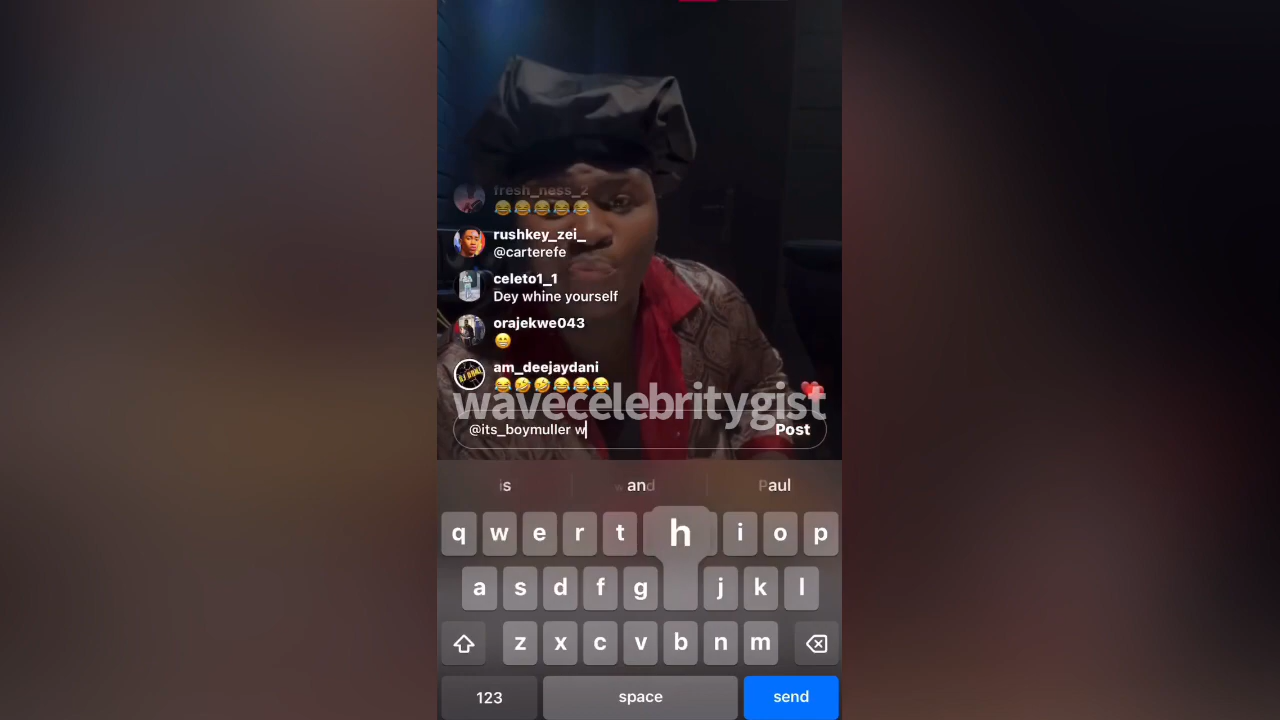 fresh_ness_2
😂😂😂😂😂
rushkey_zei_
@carterefe
celeto1_1
Dey whine yourself
orajekwe043
😁
am_deejaydani
😂🤣🤣😂😂😂
wavecelebritygist
@its_boymuller w
Post
is and Paul
q w e r t h i o p
a s d f g j k l
z x c v b n m
123 space send